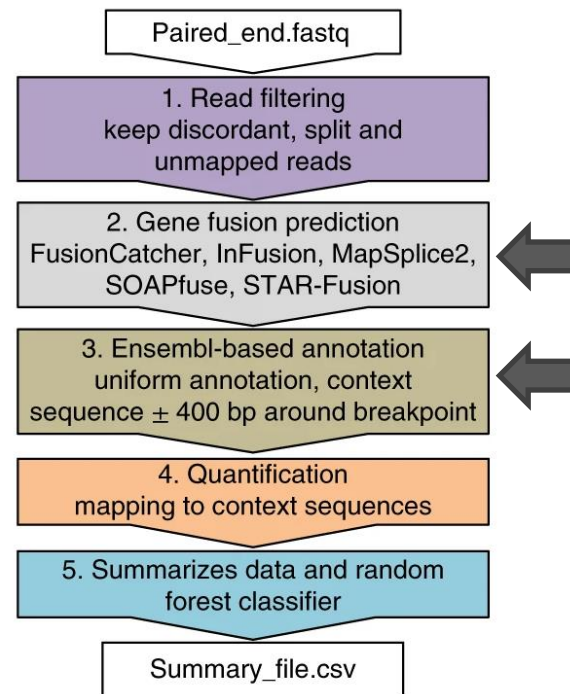 Paired_end.fastq
1. Read filtering
keep discordant, split and
unmapped reads
2. Gene fusion prediction
FusionCatcher, InFusion, MapSplice2,
SOAPfuse, STAR-Fusion
3. Ensembl-based annotation
uniform annotation, context
sequence ± 400 bp around breakpoint
4. Quantification
mapping to context sequences
5. Summarizes data and random
forest classifier
Summary_file.csv